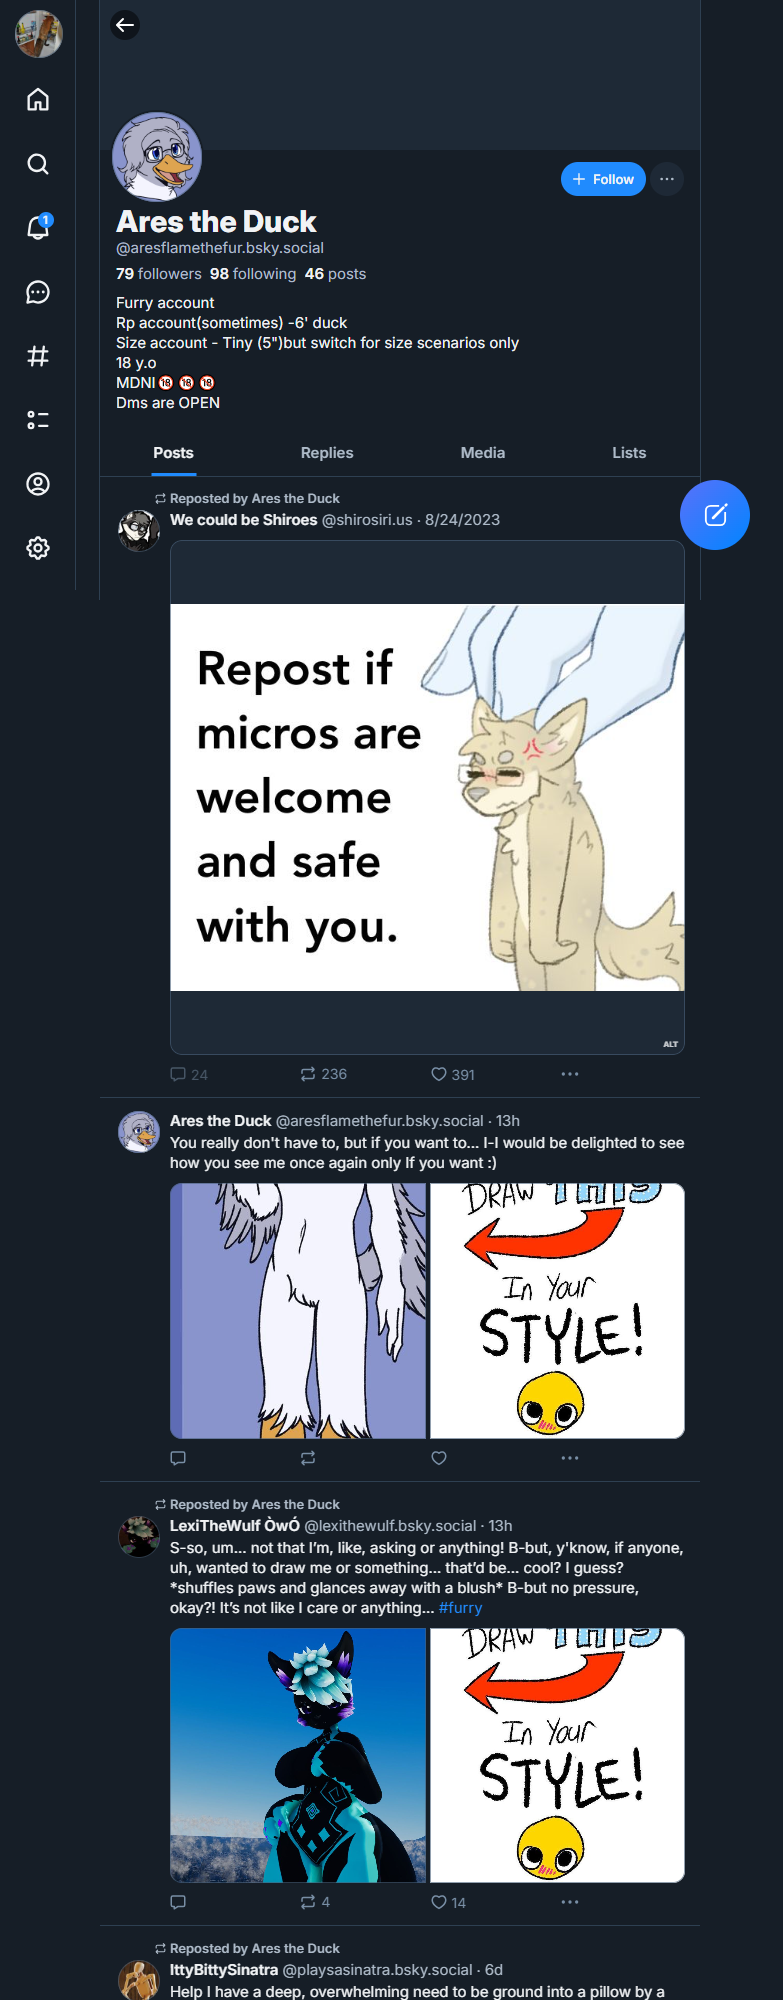 1
Follow
Ares the Duck
@aresflamethefur.bsky.social
79 followers 98 following 46 posts
Furry account
Rp account(sometimes) -6' duck
Size account - Tiny (5")but switch for size scenarios only
18 y.o
MDNI🔞🔞🔞
Dms are OPEN
Posts Replies Media Lists
Reposted by Ares the Duck
We could be Shiroes @shirosiri.us · 8/24/2023
Repost if
micros are
welcome
and safe
with you.
ALT
24 236 391
Ares the Duck @aresflamethefur.bsky.social · 13h
You really don't have to, but if you want to... I-I would be delighted to see
how you see me once again only If you want :)
DRAW THIS
In Your
STYLE!
Reposted by Ares the Duck
LexiTheWulf ÒwÓ @lexithewulf.bsky.social · 13h
S-so, um... not that I'm, like, asking or anything! B-but, y'know, if anyone,
uh, wanted to draw me or something... that'd be... cool? I guess?
*shuffles paws and glances away with a blush* B-but no pressure,
okay?! It's not like I care or anything... #furry
DRAW THIS
In Your
STYLE!
4 14
Reposted by Ares the Duck
IttyBittySinatra @playsasinatra.bsky.social · 6d
Help I have a deep, overwhelming need to be ground into a pillow by a